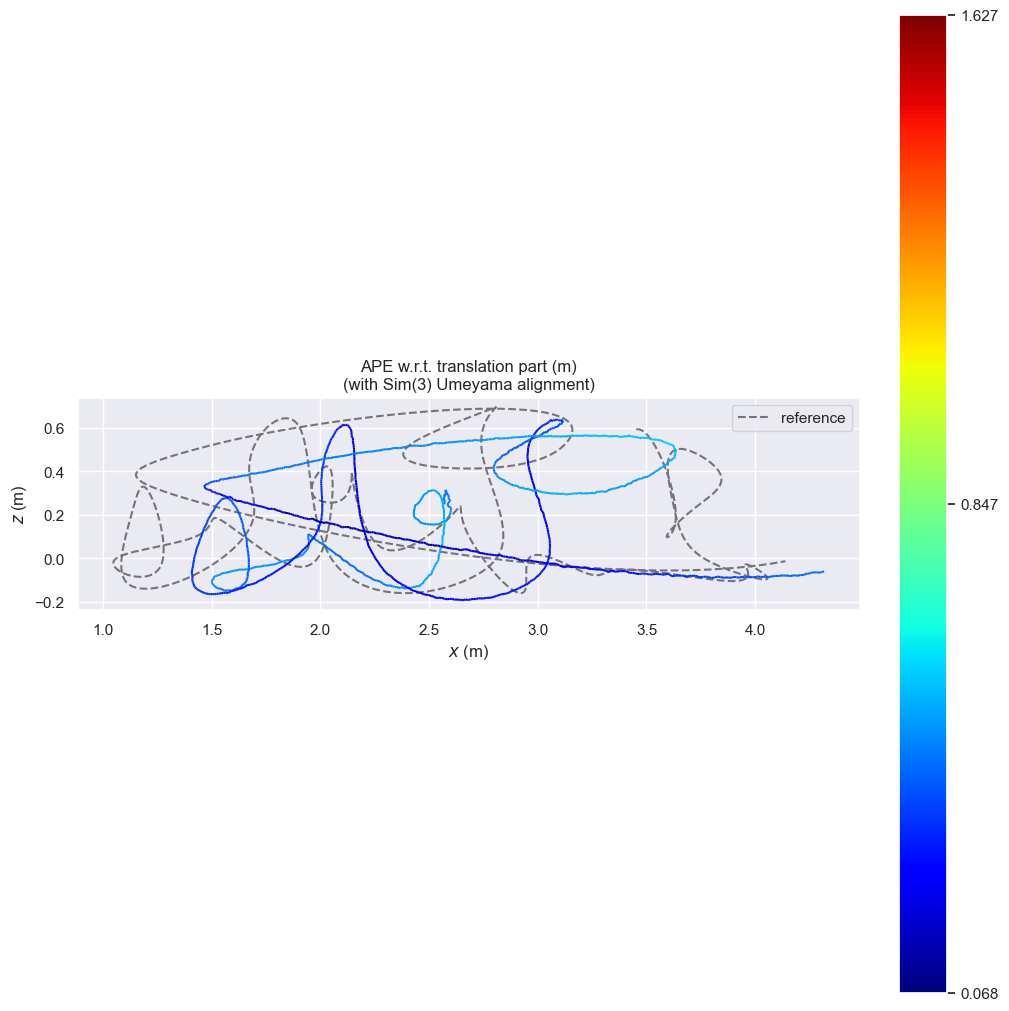 1.627
APE w.r.t. translation part (m)
(with Sim(3) Umeyama alignment)
reference
0.6
0.4
0.2
0.0
−0.2
z (m)
1.0 1.5 2.0 2.5 3.0 3.5 4.0
x (m)
0.847
0.068